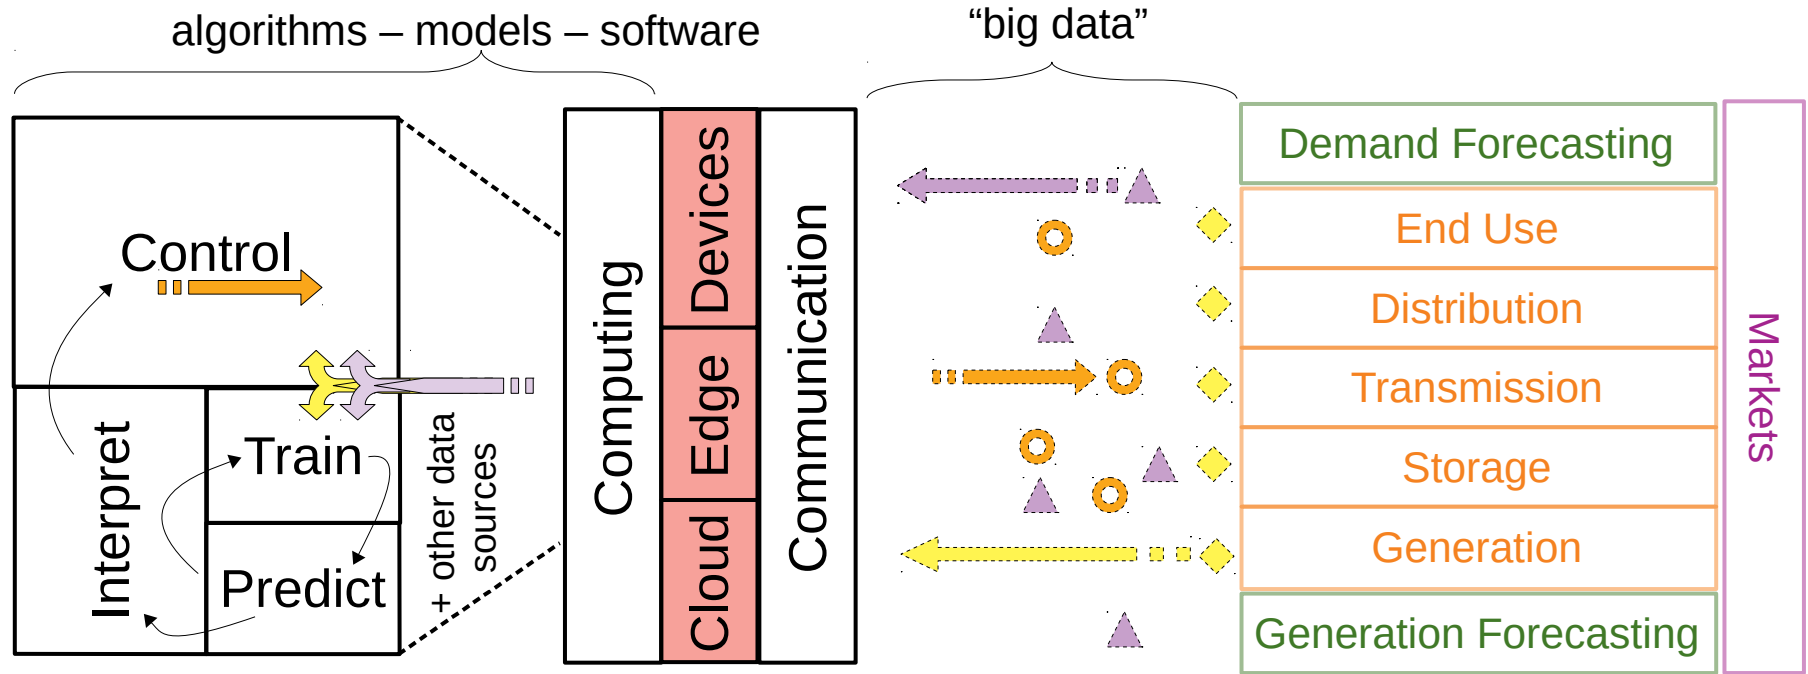 algorithms – models – software
“big data”
Control
Interpret
Train
Predict
+ other data
sources
Computing
Devices
Edge
Cloud
Communication
Demand Forecasting
End Use
Distribution
Transmission
Storage
Generation
Generation Forecasting
Markets